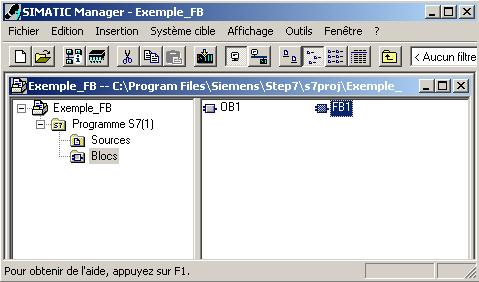 SIMATIC Manager - Exemple_FB
Fichier Edition Insertion Système cible Affichage Outils Fenêtre ?
< Aucun filtre
Exemple_FB -- C:\Program Files\Siemens\Step7\s7proj\Exemple_
Exemple_FB
Programme S7(1)
Sources
Blocs
OB1 FB1
Pour obtenir de l'aide, appuyez sur F1.